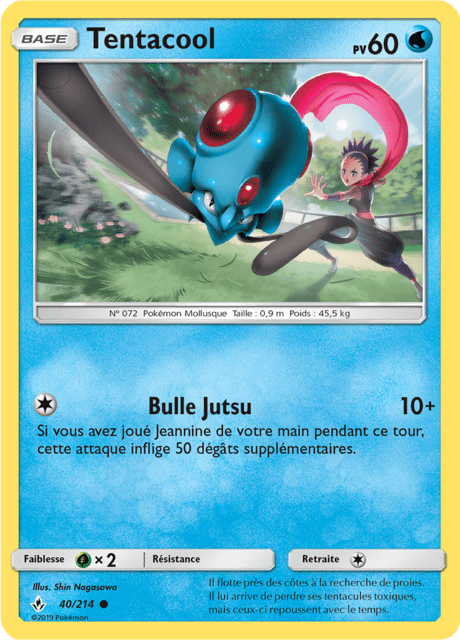 BASE Tentacool PV60
N° 072 Pokémon Mollusque Taille : 0,9 m Poids : 45,5 kg
Bulle Jutsu 10+
Si vous avez joué Jeannine de votre main pendant ce tour,
cette attaque inflige 50 dégâts supplémentaires.
Faiblesse ×2 Résistance Retraite
Illus. Shin Nagasawa
40/214
©2019 Pokémon
Il flotte près des côtes à la recherche de proies.
Il lui arrive de perdre ses tentacules toxiques,
mais ceux-ci repoussent avec le temps.